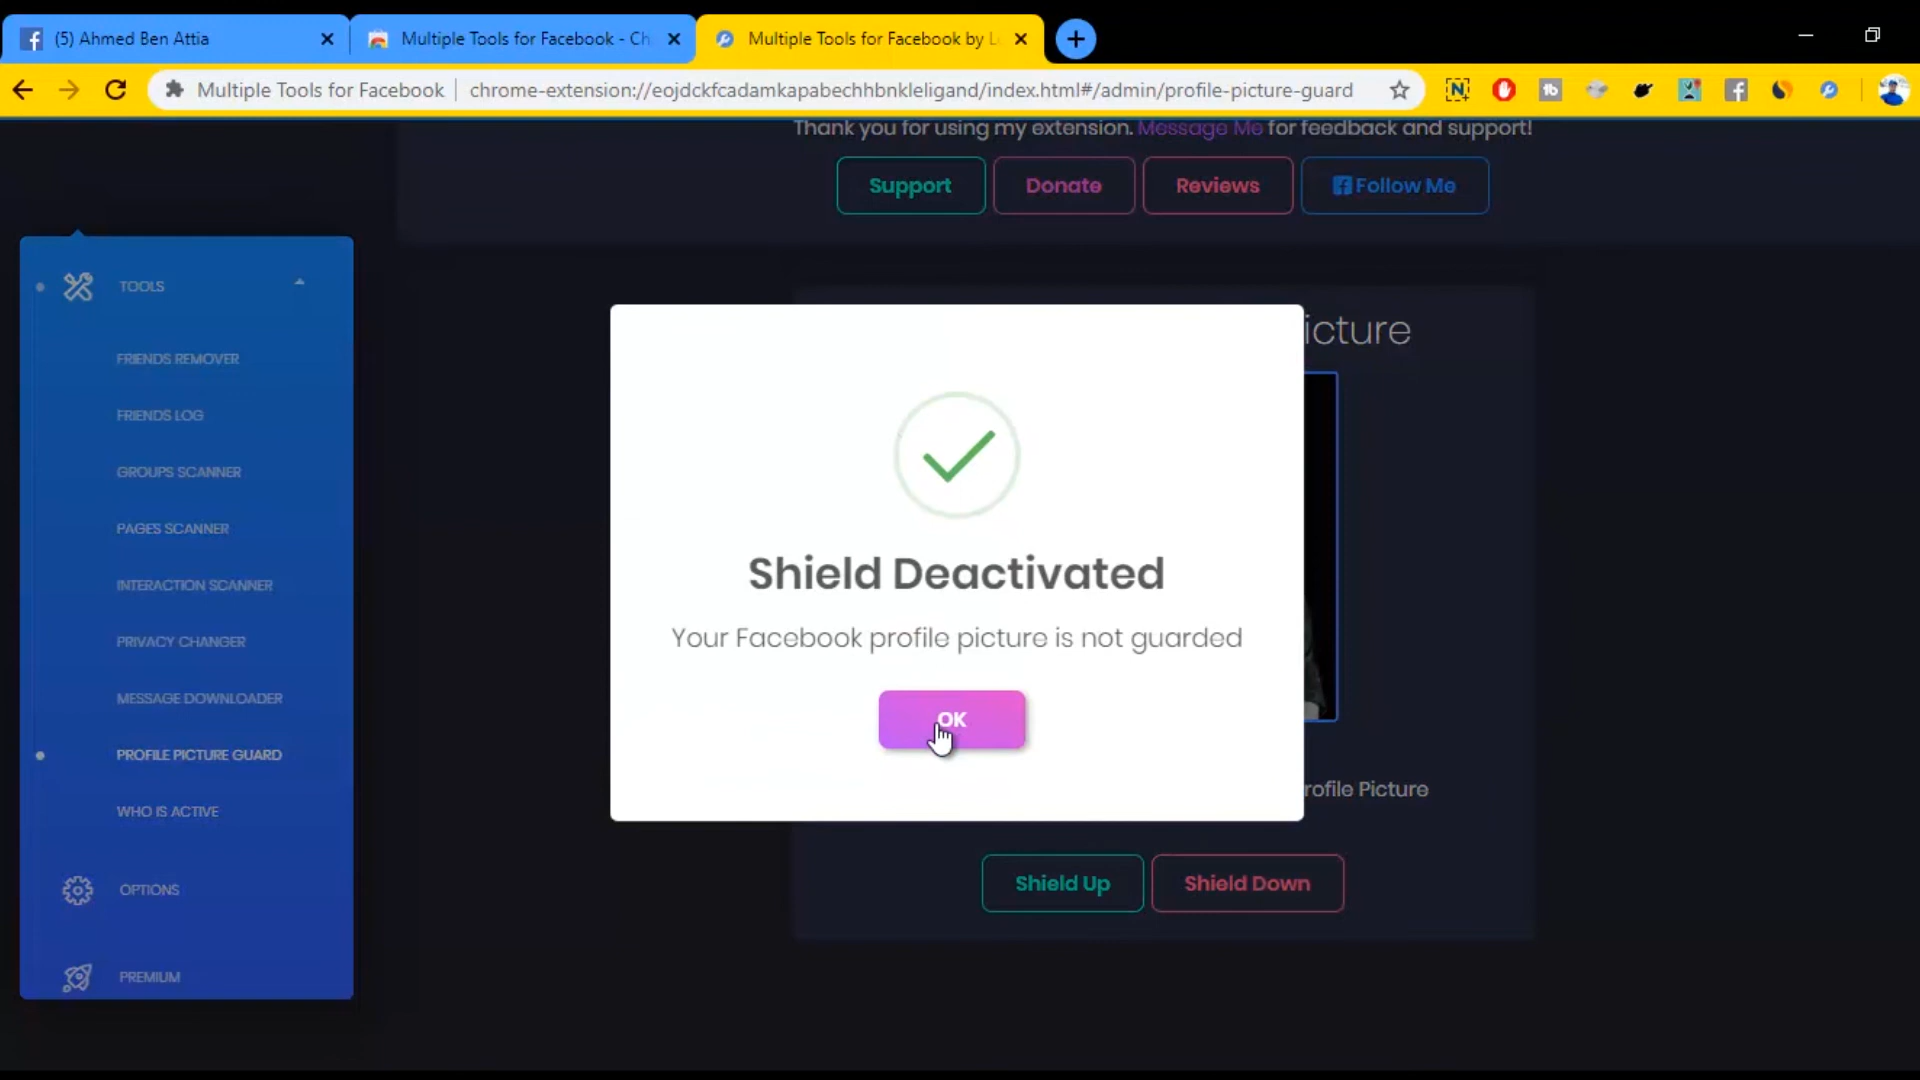 (5) Ahmed Ben Attia
Multiple Tools for Facebook - Ch
Multiple Tools for Facebook by L
Multiple Tools for Facebook
chrome-extension://eojdckfcadamkapabechhbnkleligand/index.html#/admin/profile-picture-guard
Thank you for using my extension. Message Me for feedback and support!
Support
Donate
Reviews
Follow Me
TOOLS
FRIENDS REMOVER
FRIENDS LOG
GROUPS SCANNER
PAGES SCANNER
INTERACTION SCANNER
PRIVACY CHANGER
MESSAGE DOWNLOADER
PROFILE PICTURE GUARD
WHO IS ACTIVE
OPTIONS
PREMIUM
icture
Shield Deactivated
Your Facebook profile picture is not guarded
OK
rofile Picture
Shield Up
Shield Down